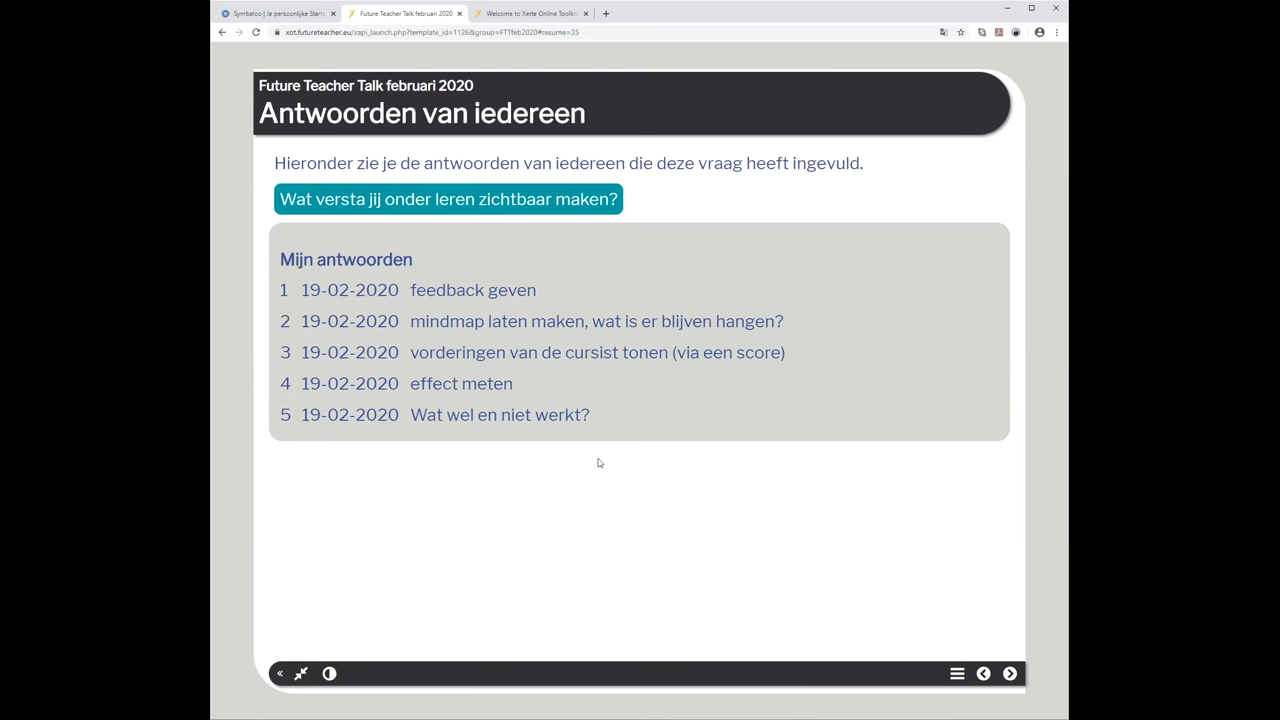 Symbaloo | Je persoonlijke Start
Future Teacher Talk februari 2020
Welcome to Xerte Online Toolkit
xot.futureteacher.eu/xapi_launch.php?template_id=1126&group=FTTfeb2020#resume=35
Future Teacher Talk februari 2020
Antwoorden van iedereen
Hieronder zie je de antwoorden van iedereen die deze vraag heeft ingevuld.
Wat versta jij onder leren zichtbaar maken?
Mijn antwoorden
1 19-02-2020 feedback geven
2 19-02-2020 mindmap laten maken, wat is er blijven hangen?
3 19-02-2020 vorderingen van de cursist tonen (via een score)
4 19-02-2020 effect meten
5 19-02-2020 Wat wel en niet werkt?